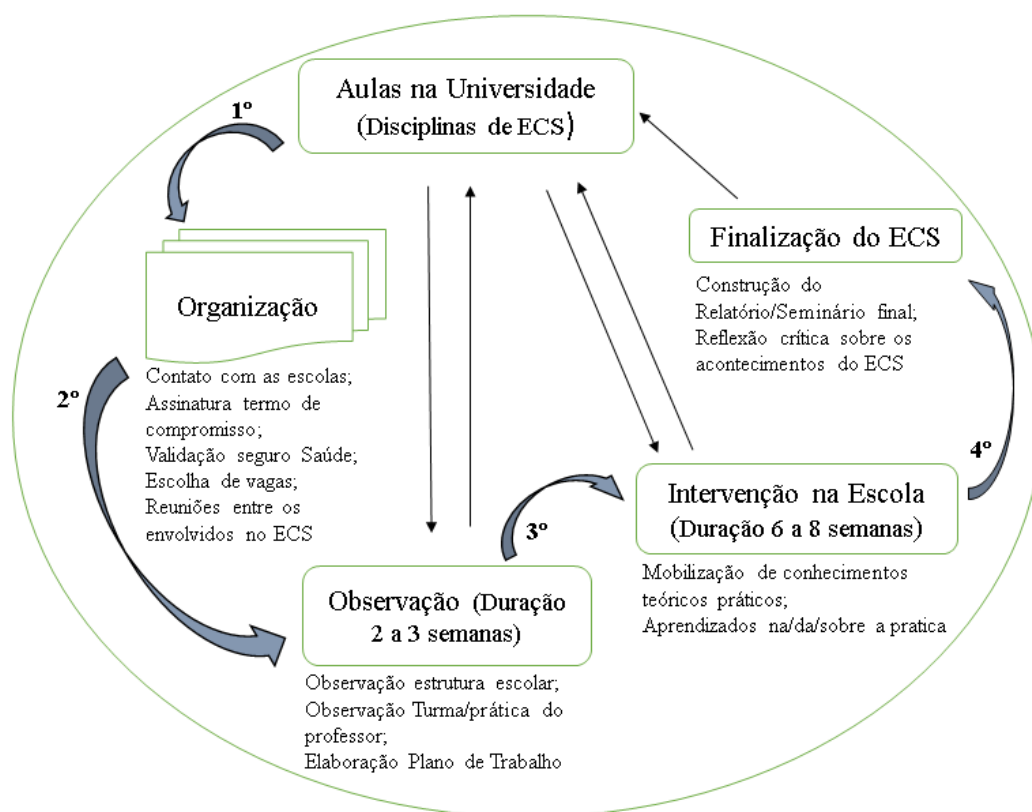 Aulas na Universidade
(Disciplinas de ECS)
1º
Organização
Contato com as escolas;
Assinatura termo de
compromisso;
Validação seguro Saúde;
Escolha de vagas;
Reuniões entre os
envolvidos no ECS
2º
Observação (Duração
2 a 3 semanas)
Observação estrutura escolar;
Observação Turma/prática do
professor;
Elaboração Plano de Trabalho
3º
Intervenção na Escola
(Duração 6 a 8 semanas)
Mobilização de conhecimentos
teóricos práticos;
Aprendizados na/da/sobre a pratica
4º
Finalização do ECS
Construção do
Relatório/Seminário final;
Reflexão crítica sobre os
acontecimentos do ECS